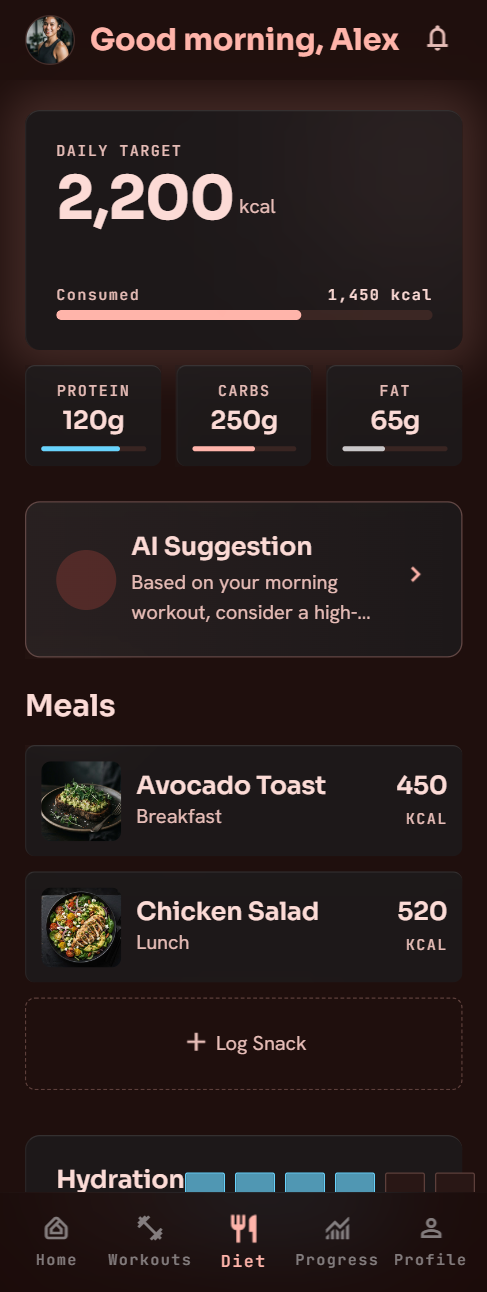 Good morning, Alex
DAILY TARGET
2,200 kcal
Consumed 1,450 kcal
PROTEIN CARBS FAT
120g 250g 65g
AI Suggestion
Based on your morning
workout, consider a high-...
Meals
Avocado Toast 450
Breakfast KCAL
Chicken Salad 520
Lunch KCAL
Log Snack
Hydration
Home Workouts Diet Progress Profile